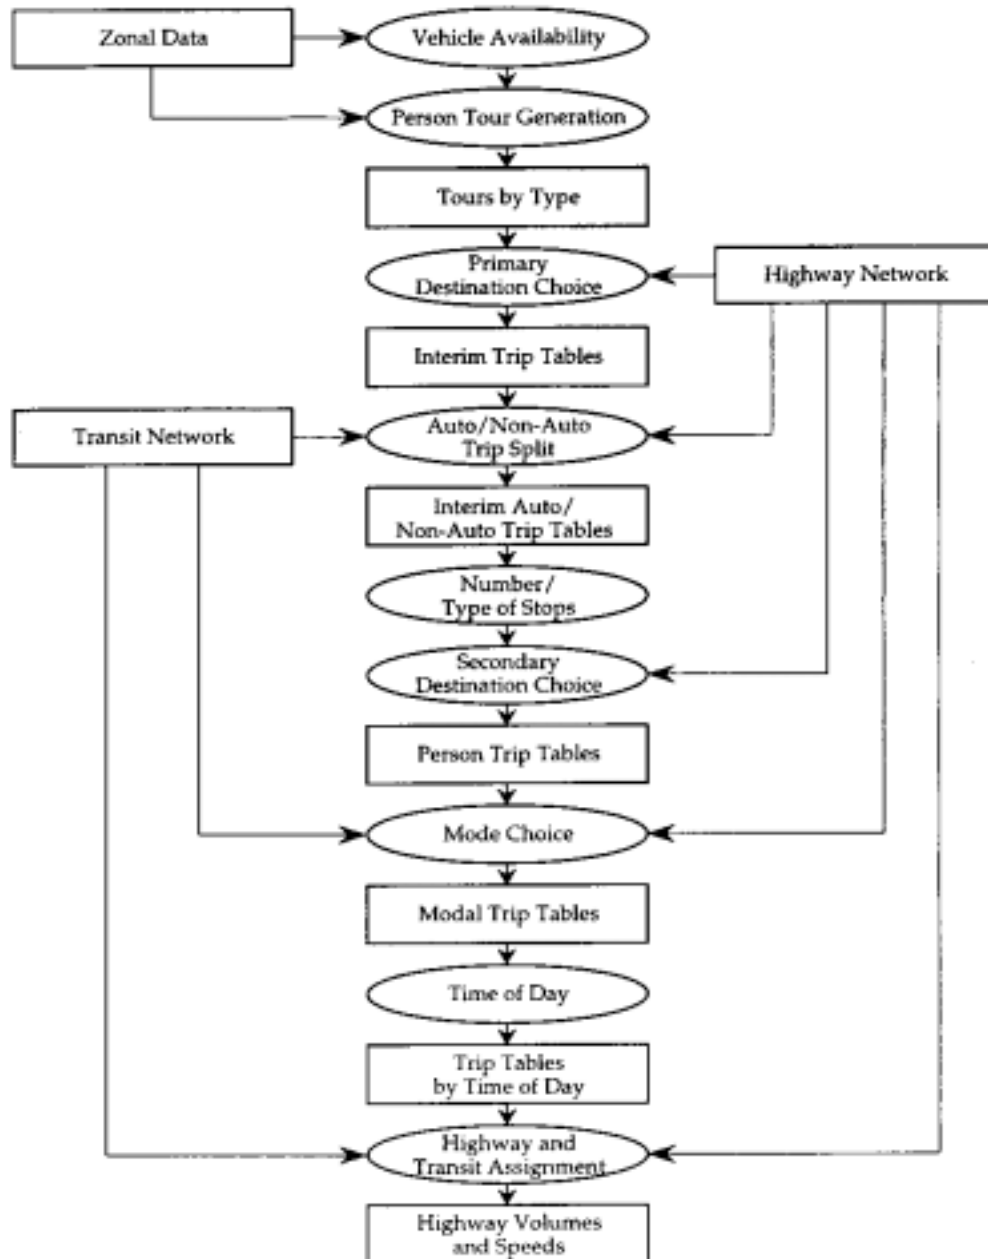 Zonal Data
Vehicle Availability
Person Tour Generation
Tours by Type
Primary
Destination Choice
Highway Network
Interim Trip Tables
Transit Network
Auto/Non-Auto
Trip Split
Interim Auto/
Non-Auto Trip Tables
Number/
Type of Stops
Secondary
Destination Choice
Person Trip Tables
Mode Choice
Modal Trip Tables
Time of Day
Trip Tables
by Time of Day
Highway and
Transit Assignment
Highway Volumes
and Speeds